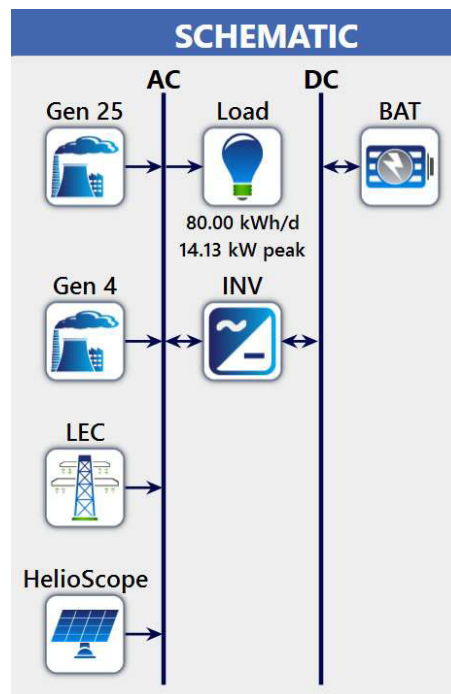 SCHEMATIC
AC
DC
Gen 25
Load
BAT
80.00 kWh/d
14.13 kW peak
Gen 4
INV
LEC
HelioScope